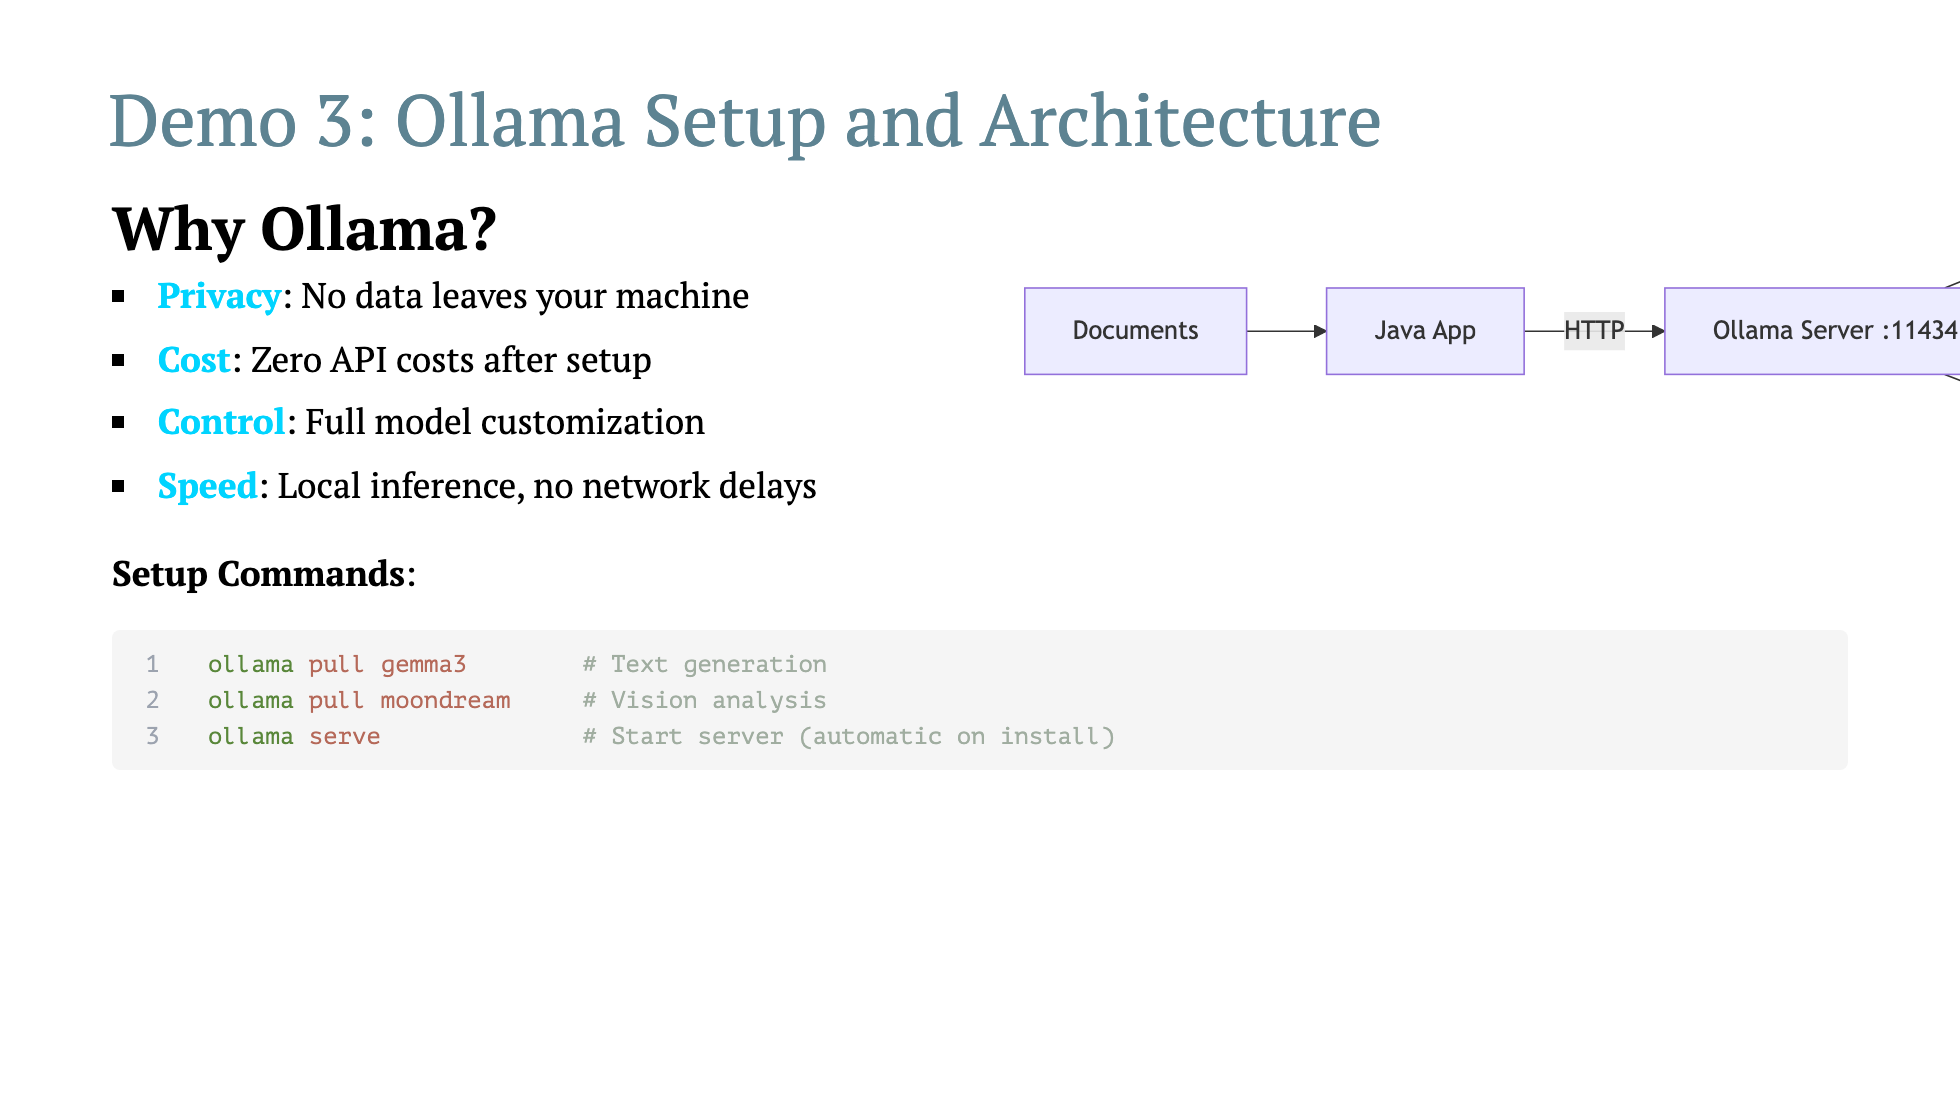 Demo 3: Ollama Setup and Architecture
Why Ollama?
Privacy: No data leaves your machine
Cost: Zero API costs after setup
Control: Full model customization
Speed: Local inference, no network delays
Documents
Java App
HTTP
Ollama Server :11434
Setup Commands:
1 ollama pull gemma3 # Text generation
2 ollama pull moondream # Vision analysis
3 ollama serve # Start server (automatic on install)